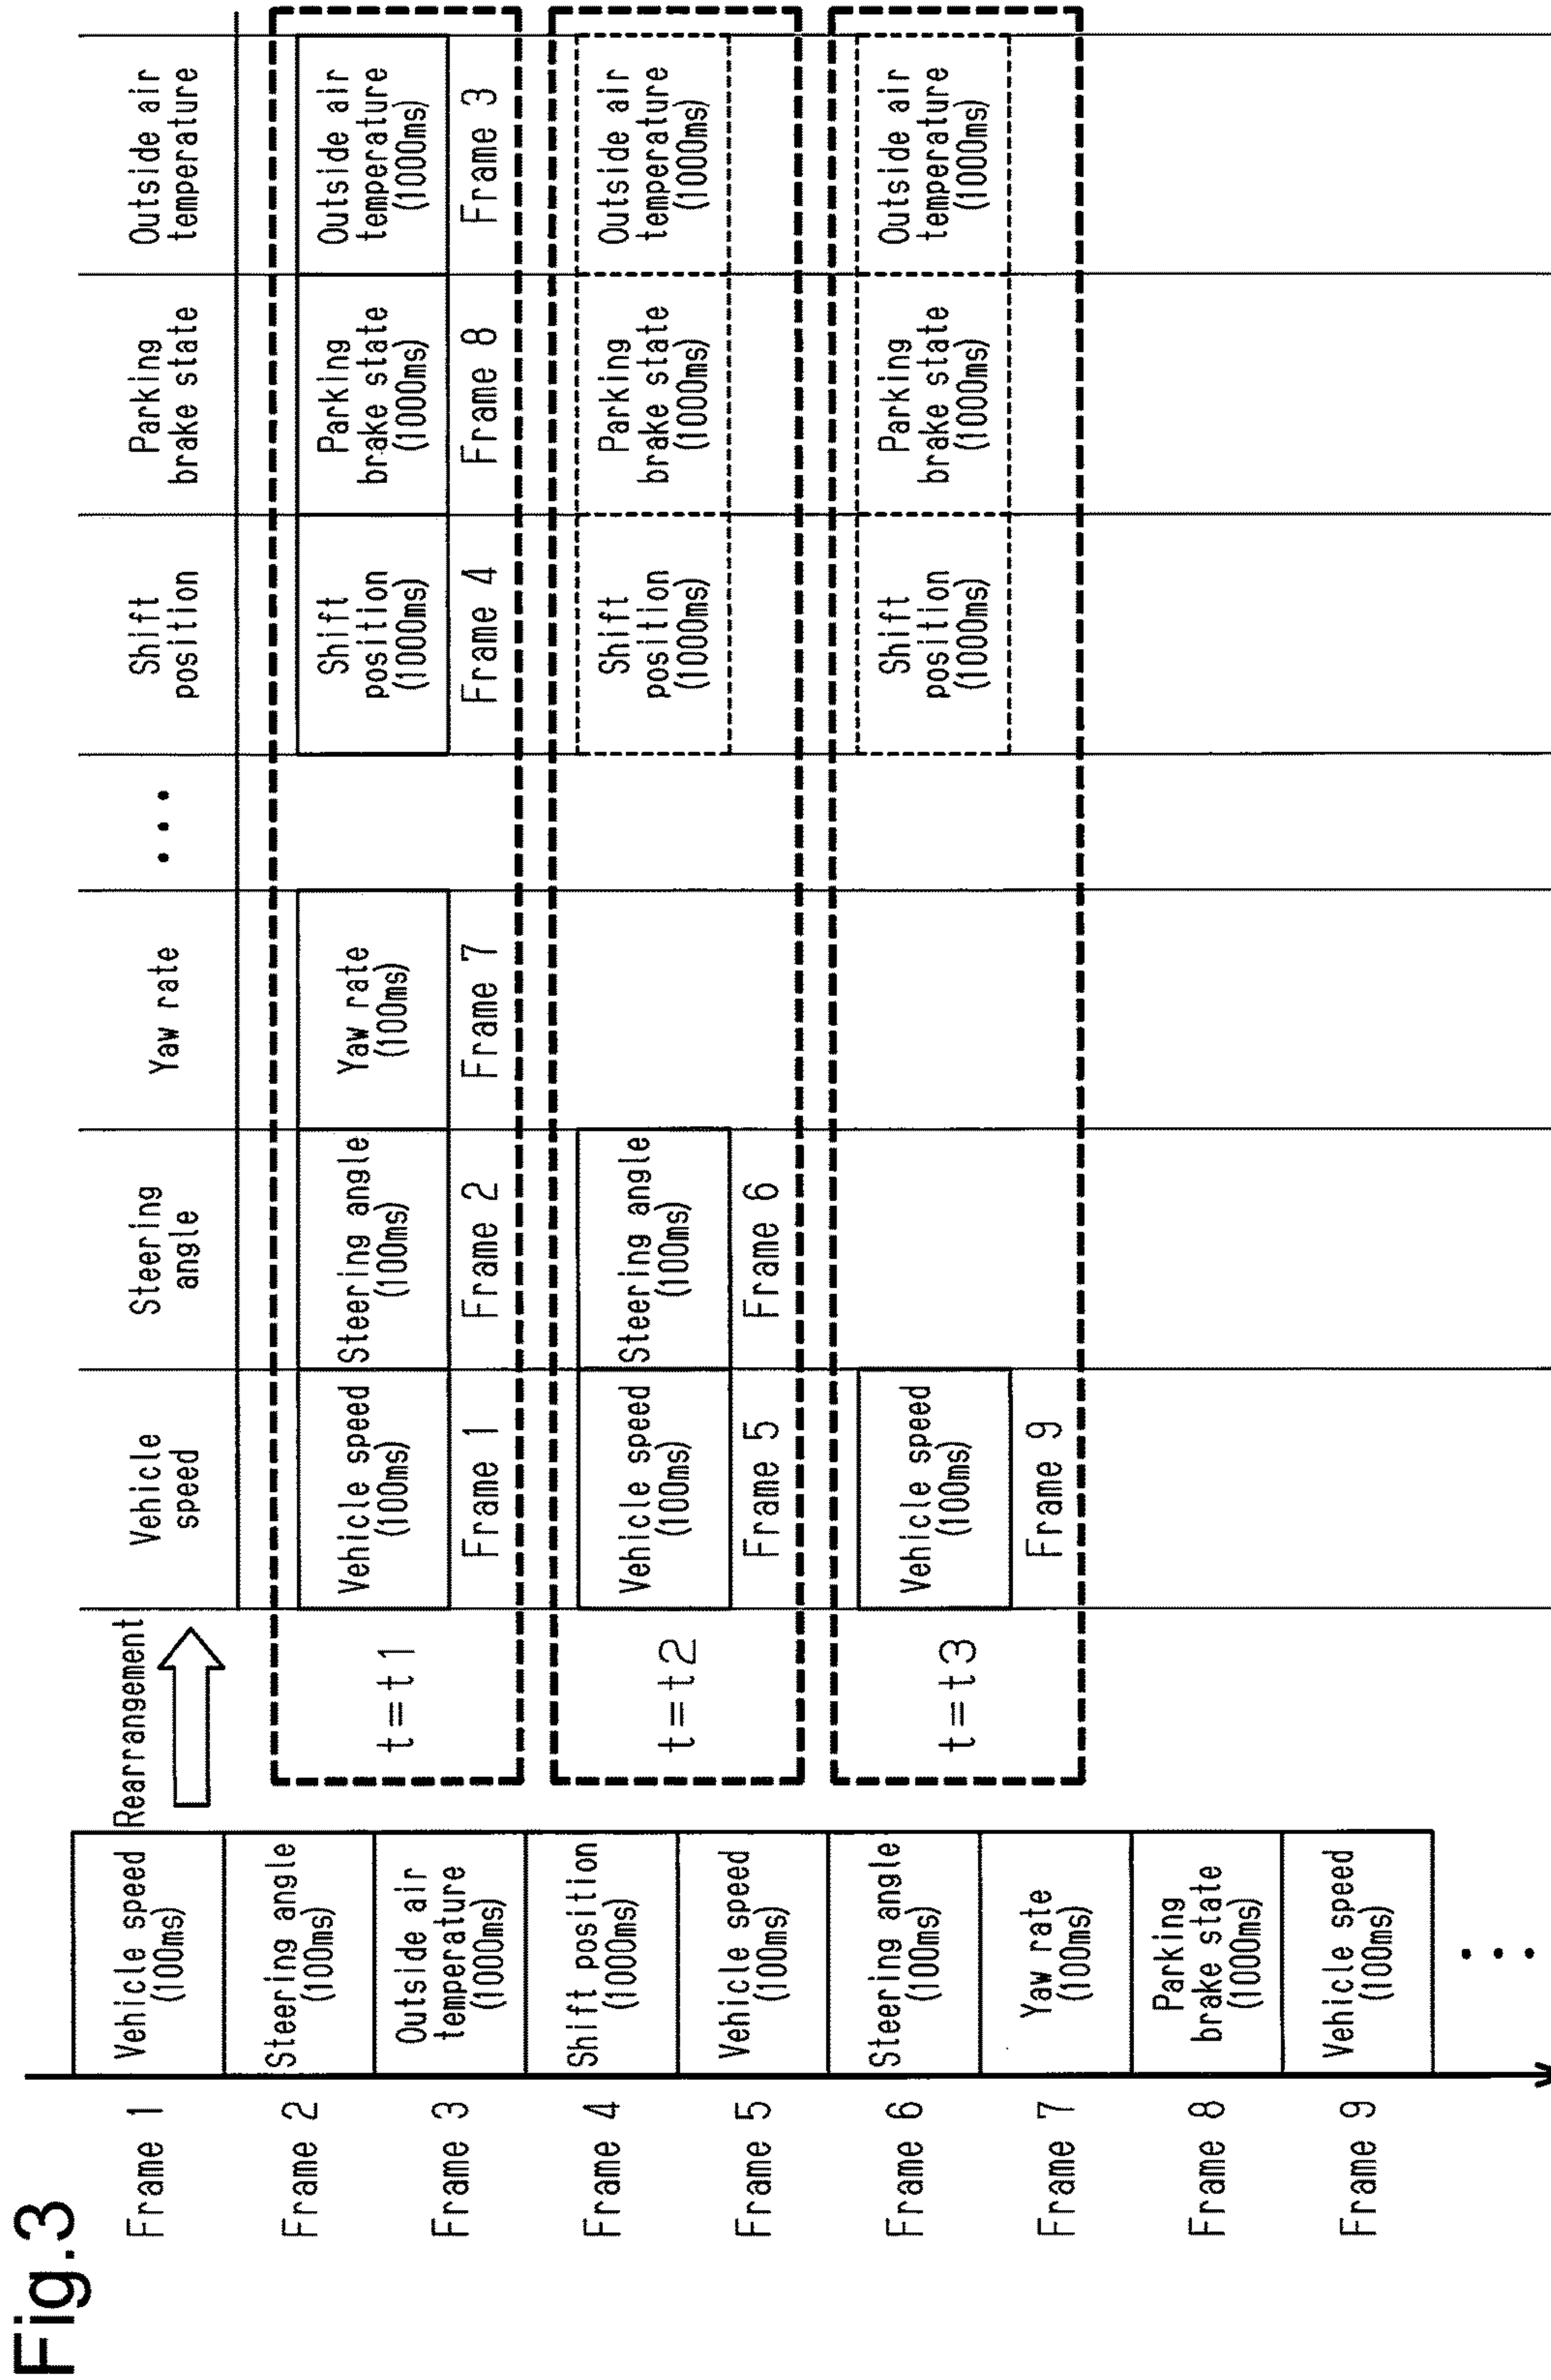 Fig.3
Frame 1
Vehicle speed
(100ms)
Frame 2
Steering angle
(100ms)
Frame 3
Outside air
temperature
(1000ms)
Frame 4
Shift position
(1000ms)
Frame 5
Vehicle speed
(100ms)
Frame 6
Steering angle
(100ms)
Frame 7
Yaw rate
(100ms)
Frame 8
Parking
brake state
(1000ms)
Frame 9
Vehicle speed
(100ms)
Rearrangement
Vehicle
speed
Steering
angle
Yaw rate
Shift
position
Parking
brake state
Outside air
temperature
t=t1
Vehicle speed
(100ms)
Frame 1
Steering angle
(100ms)
Frame 2
Yaw rate
(100ms)
Frame 7
Shift
position
(1000ms)
Frame 4
Parking
brake state
(1000ms)
Frame 8
Outside air
temperature
(1000ms)
Frame 3
t=t2
Vehicle speed
(100ms)
Frame 5
Steering angle
(100ms)
Frame 6
Shift
position
(1000ms)
Parking
brake state
(1000ms)
Outside air
temperature
(1000ms)
t=t3
Vehicle speed
(100ms)
Frame 9
Shift
position
(1000ms)
Parking
brake state
(1000ms)
Outside air
temperature
(1000ms)